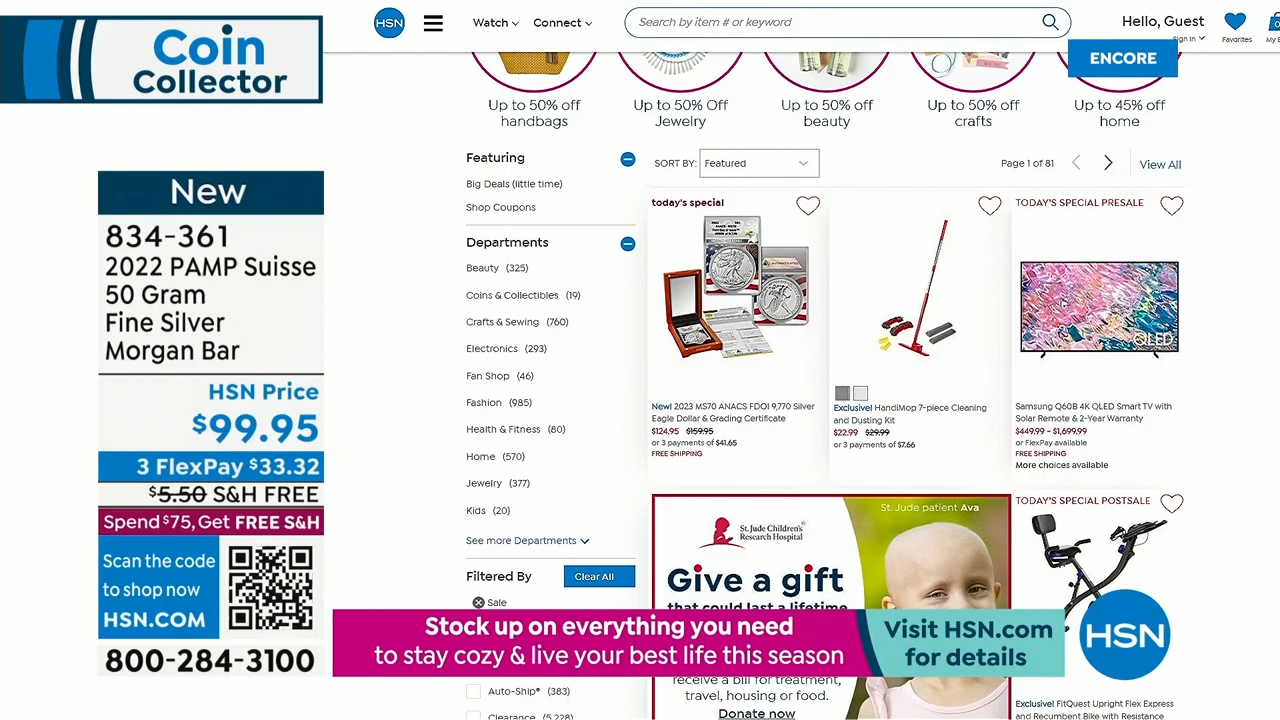 Coin
Collector
HSN
Watch
Connect
Search by item # or keyword
Hello, Guest
Sign In
Favorites
ENCORE
Up to 50% off
handbags
Up to 50% Off
Jewelry
Up to 50% off
beauty
Up to 50% off
crafts
Up to 45% off
home
New
834-361
2022 PAMP Suisse
50 Gram
Fine Silver
Morgan Bar
HSN Price
$99.95
3 FlexPay $33.32
$5.50 S&H FREE
Spend $75, Get FREE S&H
Scan the code
to shop now
HSN.COM
800-284-3100
Featuring
Big Deals (little time)
Shop Coupons
Departments
Beauty (325)
Coins & Collectibles (19)
Crafts & Sewing (760)
Electronics (293)
Fan Shop (46)
Fashion (985)
Health & Fitness (80)
Home (570)
Jewelry (377)
Kids (20)
See more Departments
Filtered By
Clear All
Sale
Auto-Ship® (383)
Clearance (5,228)
SORT BY: Featured
Page 1 of 81
View All
today's special
New! 2023 MS70 ANACS FDOI 9,770 Silver
Eagle Dollar & Grading Certificate
$124.95 $159.95
or 3 payments of $41.65
FREE SHIPPING
Exclusive! HandiMop 7-piece Cleaning
and Dusting Kit
$22.99 $29.99
or 3 payments of $7.66
TODAY'S SPECIAL PRESALE
QLED
Samsung Q60B 4K QLED Smart TV with
Solar Remote & 2-Year Warranty
$449.99 - $1,699.99
or FlexPay available
FREE SHIPPING
More choices available
St. Jude Children's
Research Hospital
St. Jude patient Ava
Give a gift
that could last a lifetime
receive a bill for treatment,
travel, housing or food.
Donate now
TODAY'S SPECIAL POSTSALE
Exclusive! FitQuest Upright Flex Express
and Recumbent Bike with Resistance
Stock up on everything you need
to stay cozy & live your best life this season
Visit HSN.com
for details
HSN